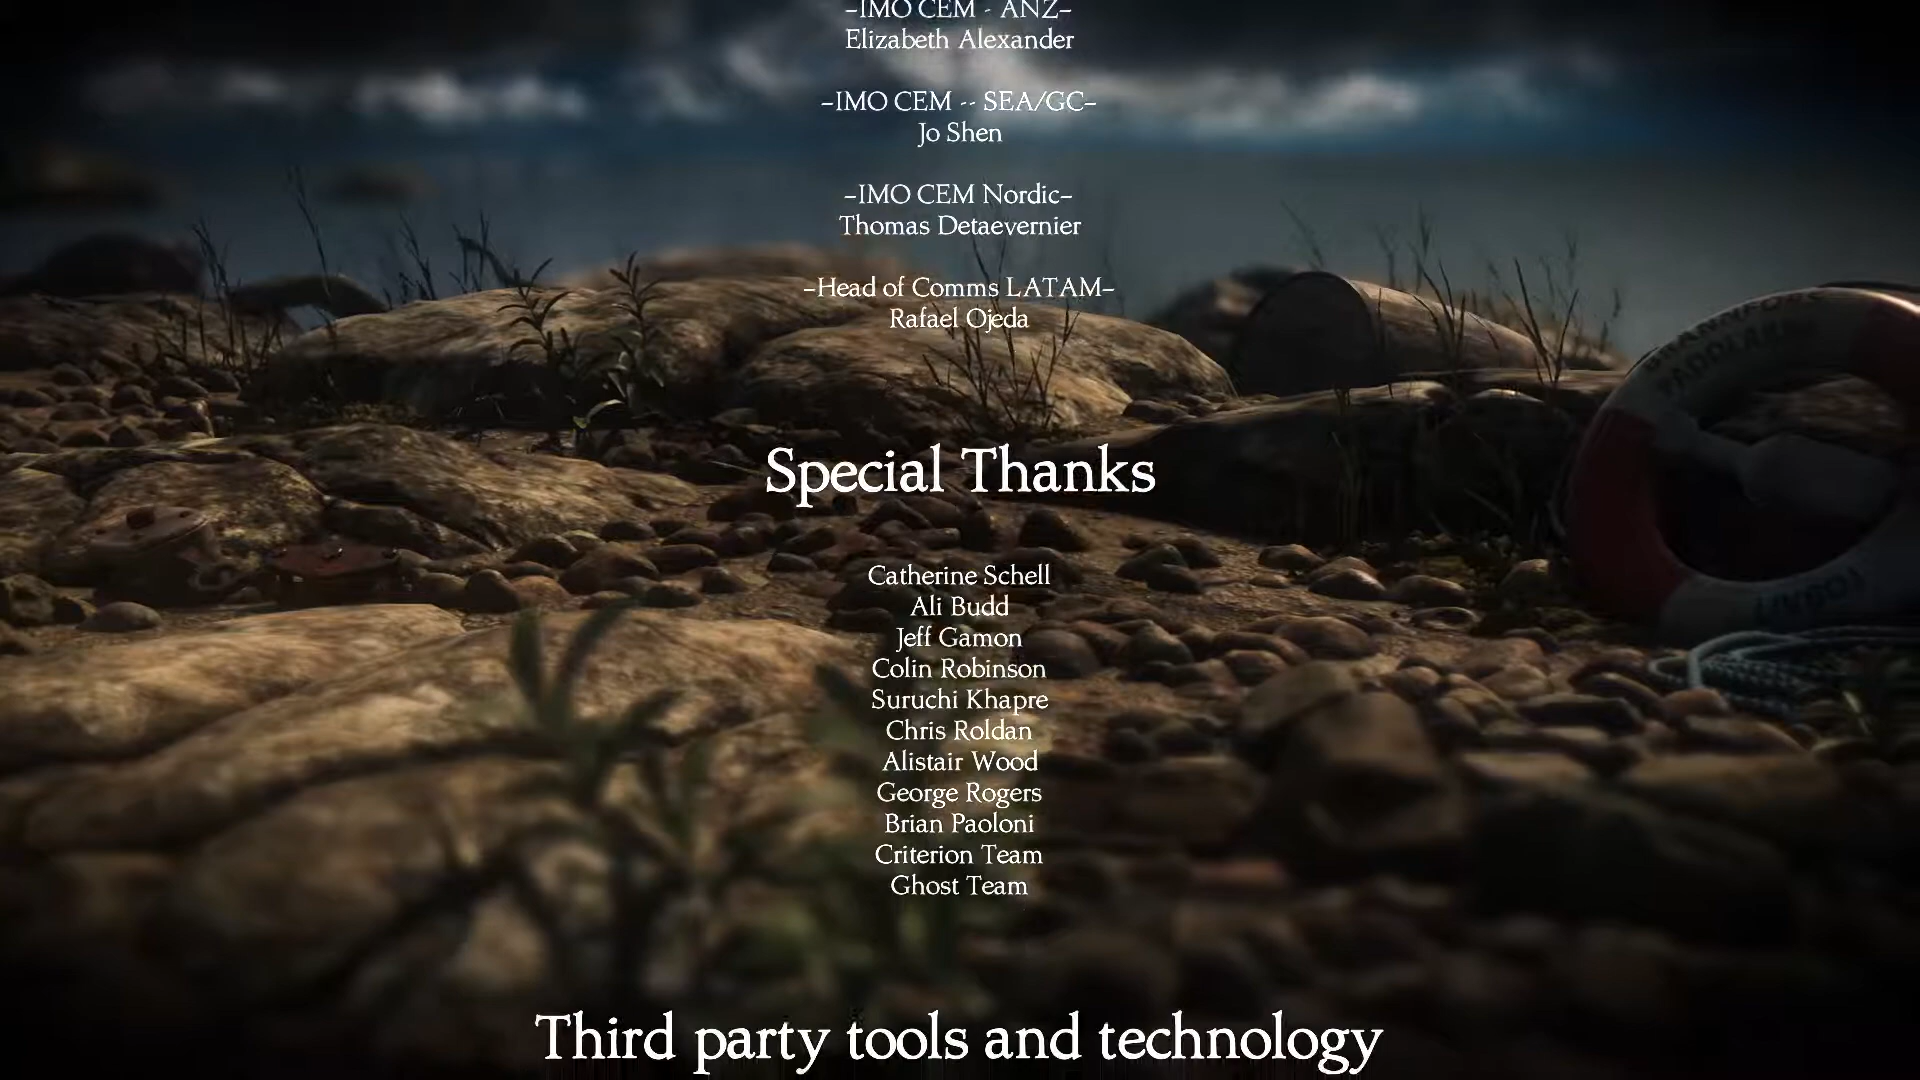 –IMO CEM - ANZ–
Elizabeth Alexander
–IMO CEM -- SEA/GC–
Jo Shen
–IMO CEM Nordic–
Thomas Detaevernier
–Head of Comms LATAM–
Rafael Ojeda
Special Thanks
Catherine Schell
Ali Budd
Jeff Gamon
Colin Robinson
Suruchi Khapre
Chris Roldan
Alistair Wood
George Rogers
Brian Paoloni
Criterion Team
Ghost Team
Third party tools and technology